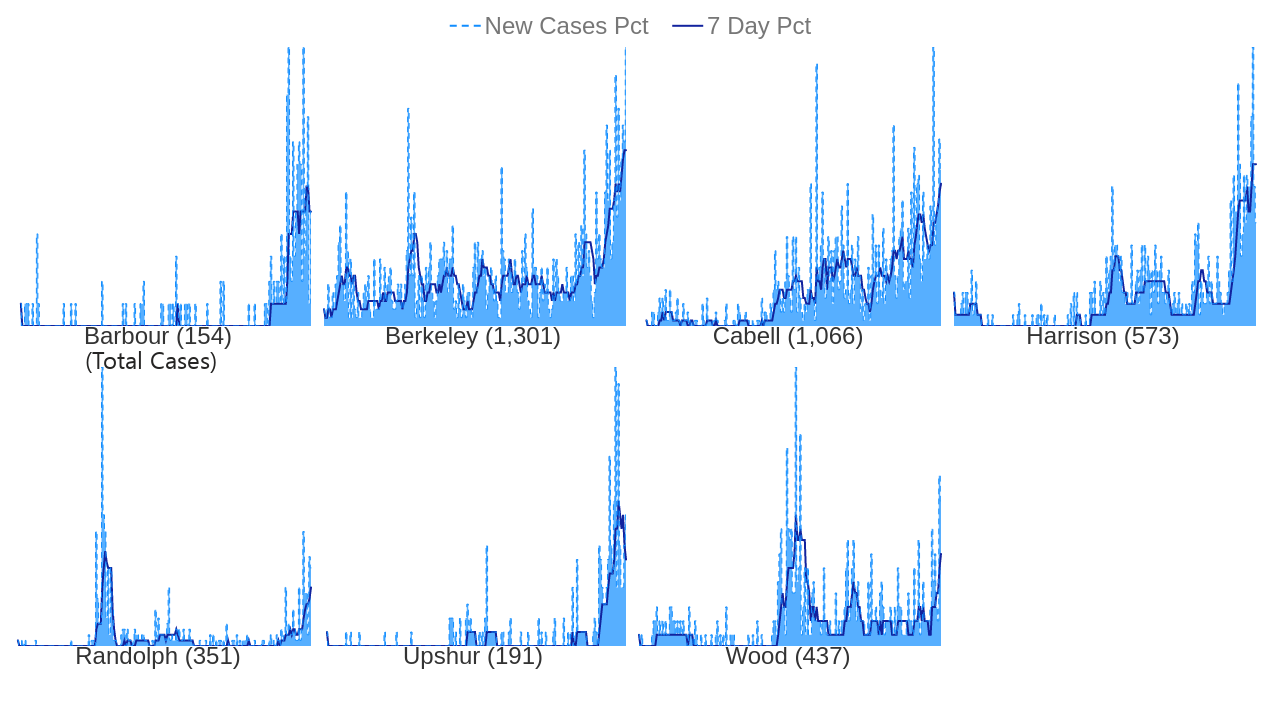 New Cases Pct 7 Day Pct
Barbour (154) Berkeley (1,301) Cabell (1,066) Harrison (573)
(Total Cases)
Randolph (351) Upshur (191) Wood (437)